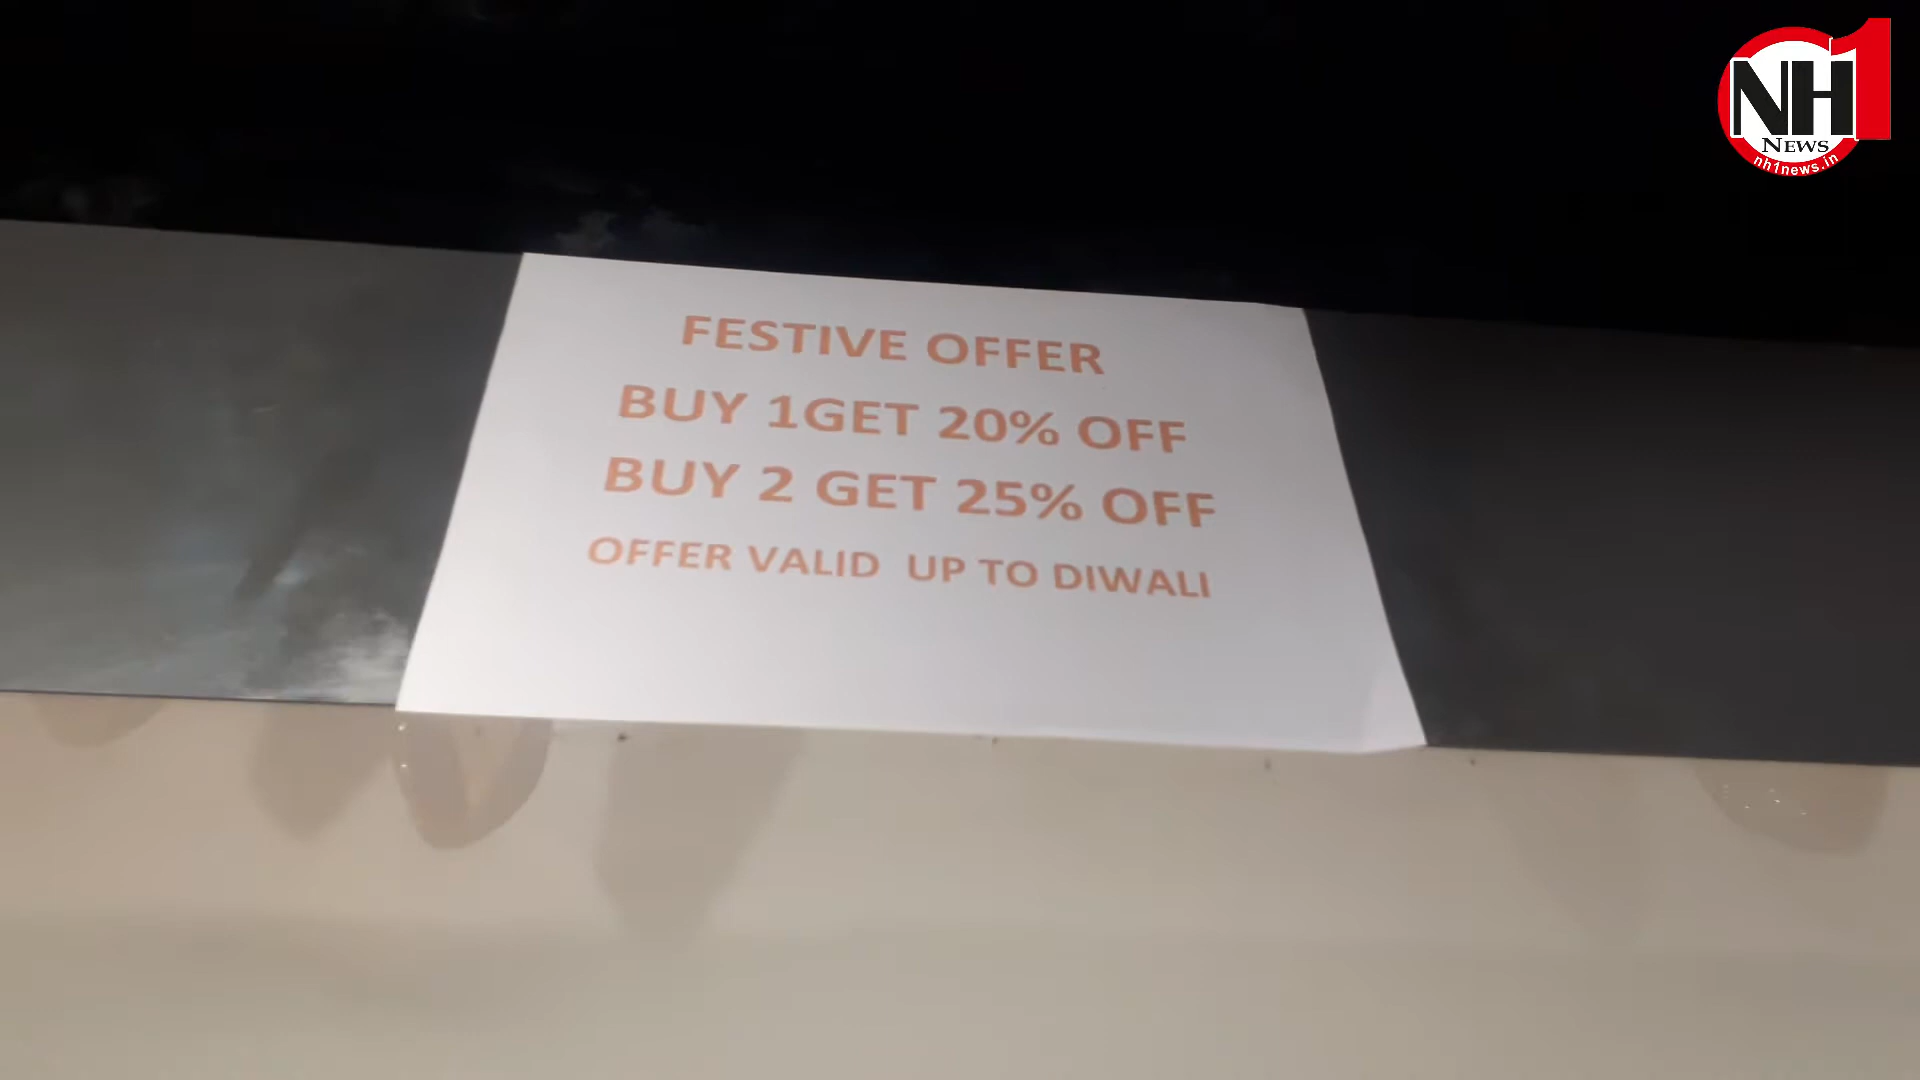 NH1
NEWS
nh1news.in
FESTIVE OFFER
BUY 1GET 20% OFF
BUY 2 GET 25% OFF
OFFER VALID UP TO DIWALI